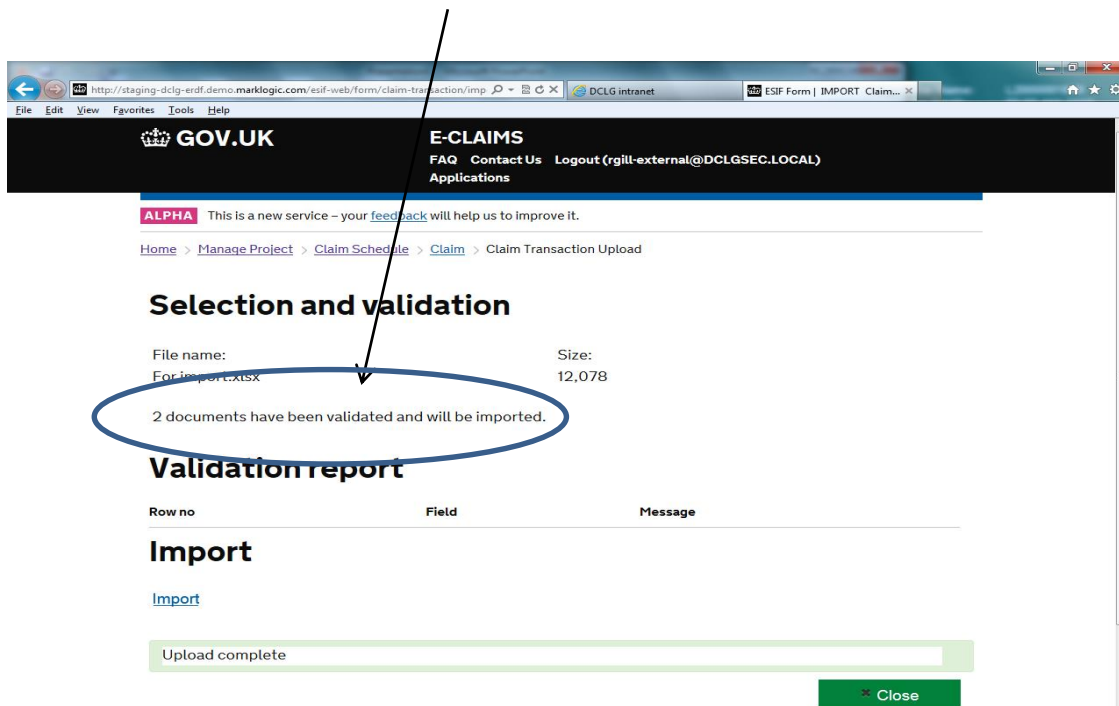 http://staging-dclg-erdf.demo.marklogic.com/esif-web/form/claim-transaction/imp
DCLG intranet
ESIF Form | IMPORT Claim...
File Edit View Favorites Tools Help
GOV.UK
E-CLAIMS
FAQ Contact Us Logout (rgill-external@DCLGSEC.LOCAL)
Applications
ALPHA This is a new service – your feedback will help us to improve it.
Home > Manage Project > Claim Schedule > Claim > Claim Transaction Upload
Selection and validation
File name: Size:
For import.xlsx 12,078
2 documents have been validated and will be imported.
Validation report
Row no Field Message
Import
Import
Upload complete
Close